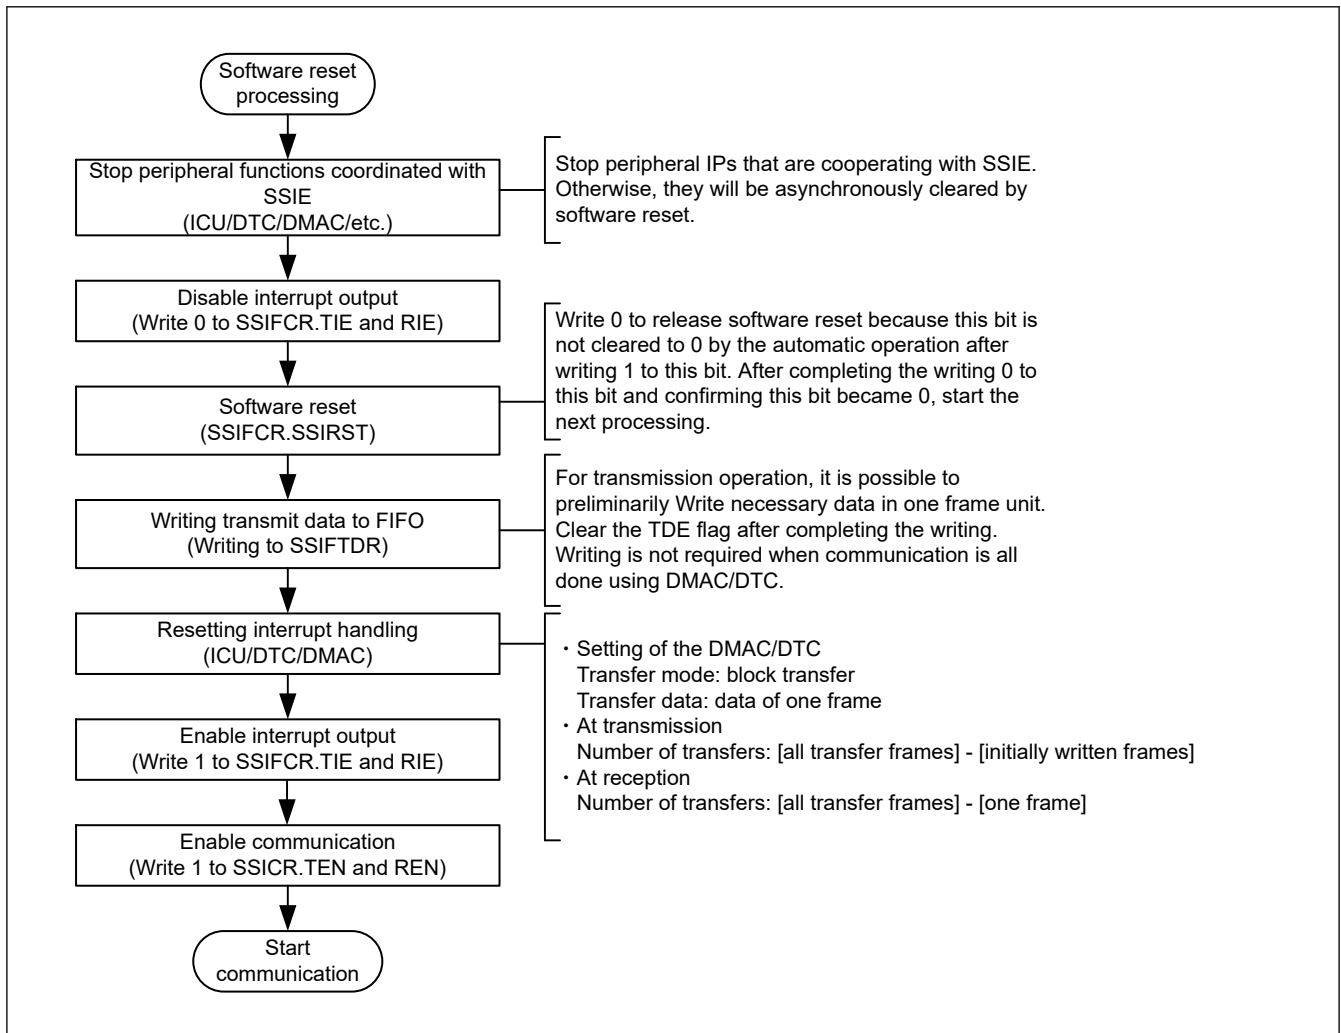 Software reset
processing
Stop peripheral functions coordinated with
SSIE
(ICU/DTC/DMAC/etc.)
Stop peripheral IPs that are cooperating with SSIE.
Otherwise, they will be asynchronously cleared by
software reset.
Disable interrupt output
(Write 0 to SSIFCR.TIE and RIE)
Software reset
(SSIFCR.SSIRST)
Write 0 to release software reset because this bit is
not cleared to 0 by the automatic operation after
writing 1 to this bit. After completing the writing 0 to
this bit and confirming this bit became 0, start the
next processing.
Writing transmit data to FIFO
(Writing to SSIFTDR)
For transmission operation, it is possible to
preliminarily Write necessary data in one frame unit.
Clear the TDE flag after completing the writing.
Writing is not required when communication is all
done using DMAC/DTC.
Resetting interrupt handling
(ICU/DTC/DMAC)
・Setting of the DMAC/DTC
Transfer mode: block transfer
Transfer data: data of one frame
・At transmission
Number of transfers: [all transfer frames] - [initially written frames]
・At reception
Number of transfers: [all transfer frames] - [one frame]
Enable interrupt output
(Write 1 to SSIFCR.TIE and RIE)
Enable communication
(Write 1 to SSICR.TEN and REN)
Start
communication